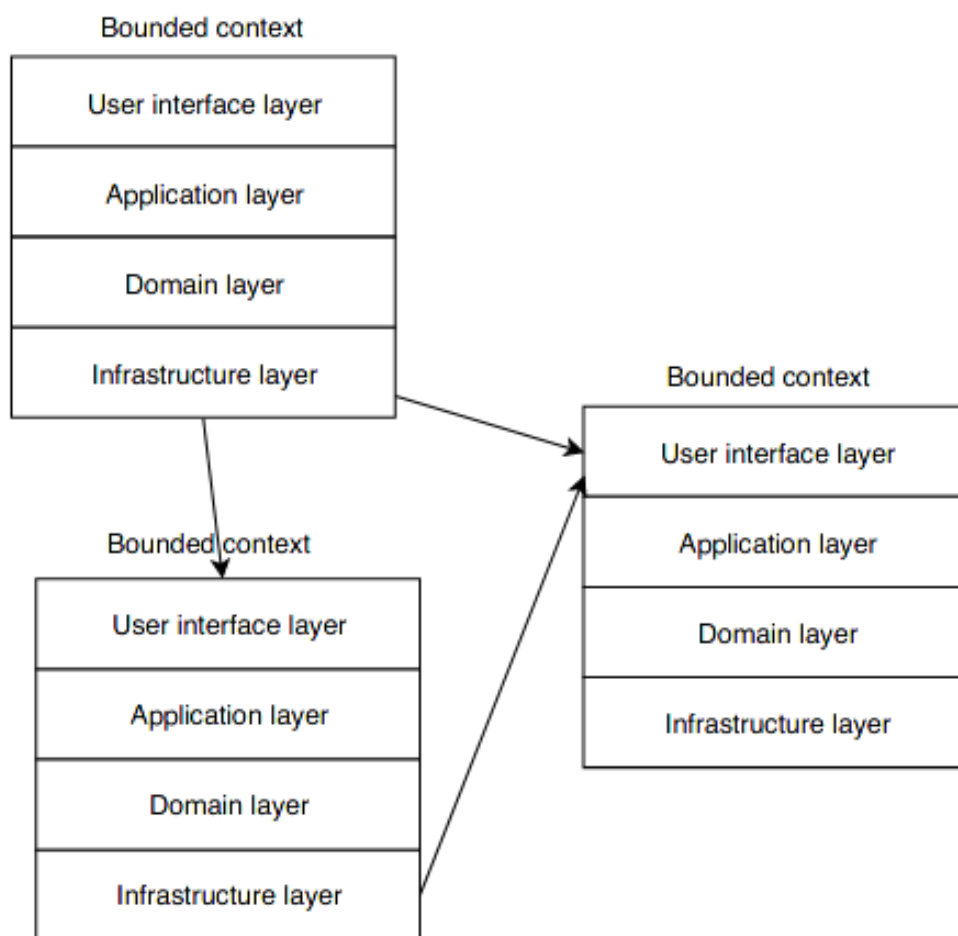 Bounded context
User interface layer
Application layer
Domain layer
Infrastructure layer
Bounded context
User interface layer
Application layer
Domain layer
Infrastructure layer
Bounded context
User interface layer
Application layer
Domain layer
Infrastructure layer